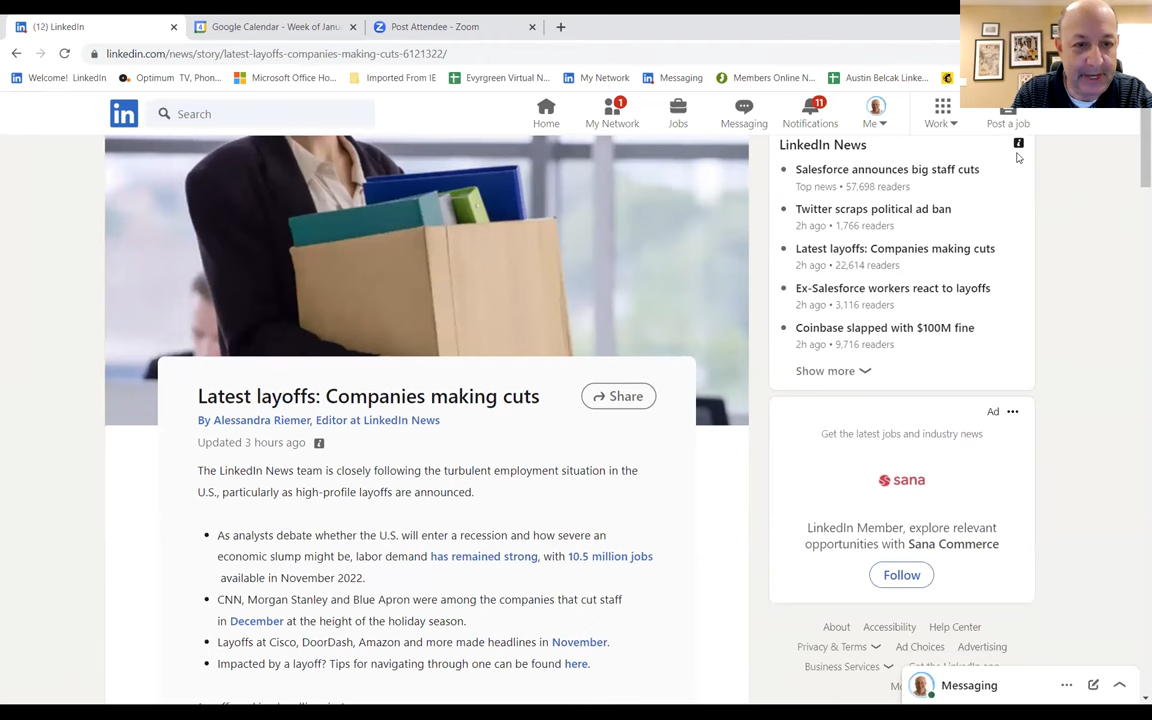 (12) LinkedIn
Google Calendar - Week of Janu
Post Attendee - Zoom
linkedin.com/news/story/latest-layoffs-companies-making-cuts-6121322/
Welcome! LinkedIn
Optimum TV, Phon...
Microsoft Office Ho...
Imported From IE
Evyrgreen Virtual N...
My Network
Messaging
Members Online N...
Austin Belcak Linke...
in
Search
Home
1
My Network
Jobs
Messaging
11
Notifications
Me
Work
Post a job
LinkedIn News
Salesforce announces big staff cuts
Top news • 57,698 readers
Twitter scraps political ad ban
2h ago • 1,766 readers
Latest layoffs: Companies making cuts
2h ago • 22,614 readers
Ex-Salesforce workers react to layoffs
2h ago • 3,116 readers
Coinbase slapped with $100M fine
2h ago • 9,716 readers
Show more
Latest layoffs: Companies making cuts
Share
By Alessandra Riemer, Editor at LinkedIn News
Updated 3 hours ago
The LinkedIn News team is closely following the turbulent employment situation in the
U.S., particularly as high-profile layoffs are announced.
• As analysts debate whether the U.S. will enter a recession and how severe an
economic slump might be, labor demand has remained strong, with 10.5 million jobs
available in November 2022.
• CNN, Morgan Stanley and Blue Apron were among the companies that cut staff
in December at the height of the holiday season.
• Layoffs at Cisco, DoorDash, Amazon and more made headlines in November.
• Impacted by a layoff? Tips for navigating through one can be found here.
Ad
Get the latest jobs and industry news
sana
LinkedIn Member, explore relevant
opportunities with Sana Commerce
Follow
About Accessibility Help Center
Privacy & Terms Ad Choices Advertising
Business Services
Messaging